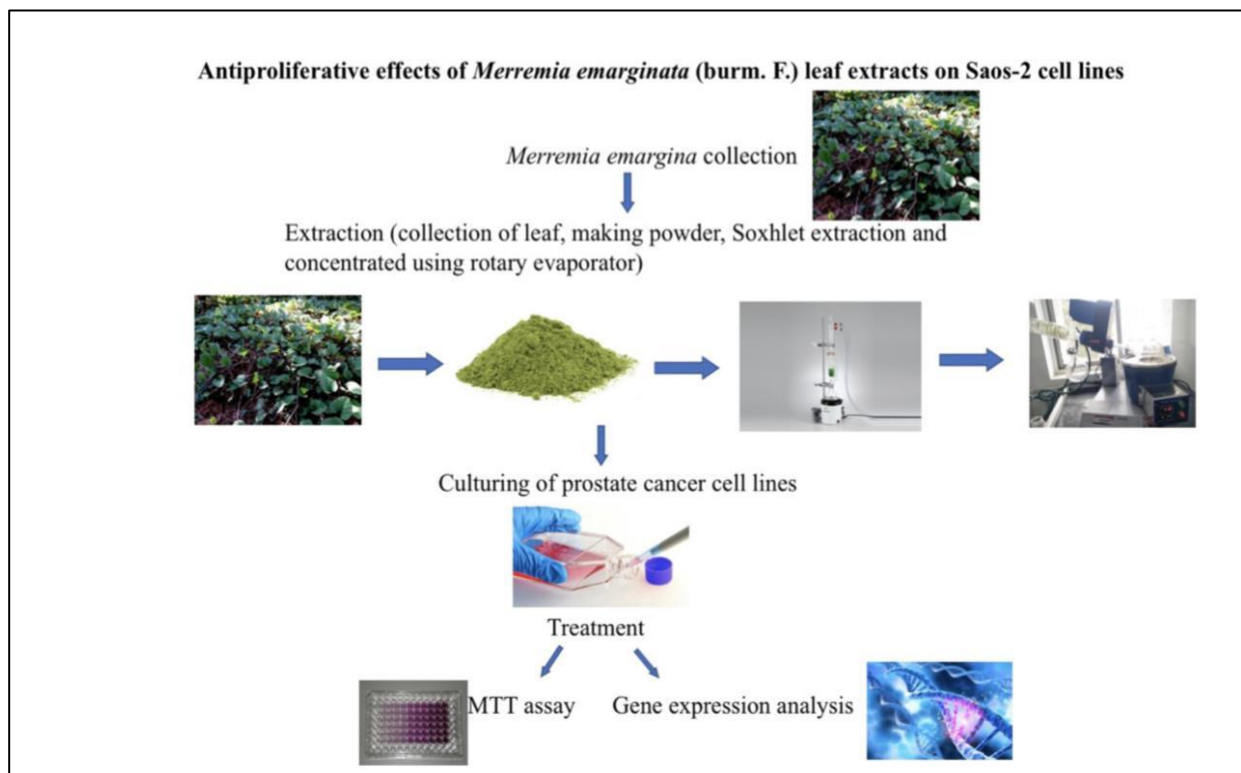 Antiproliferative effects of Merremia emarginata (burm. F.) leaf extracts on Saos-2 cell lines
Merremia emargina collection
Extraction (collection of leaf, making powder, Soxhlet extraction and
concentrated using rotary evaporator)
Culturing of prostate cancer cell lines
Treatment
MTT assay
Gene expression analysis